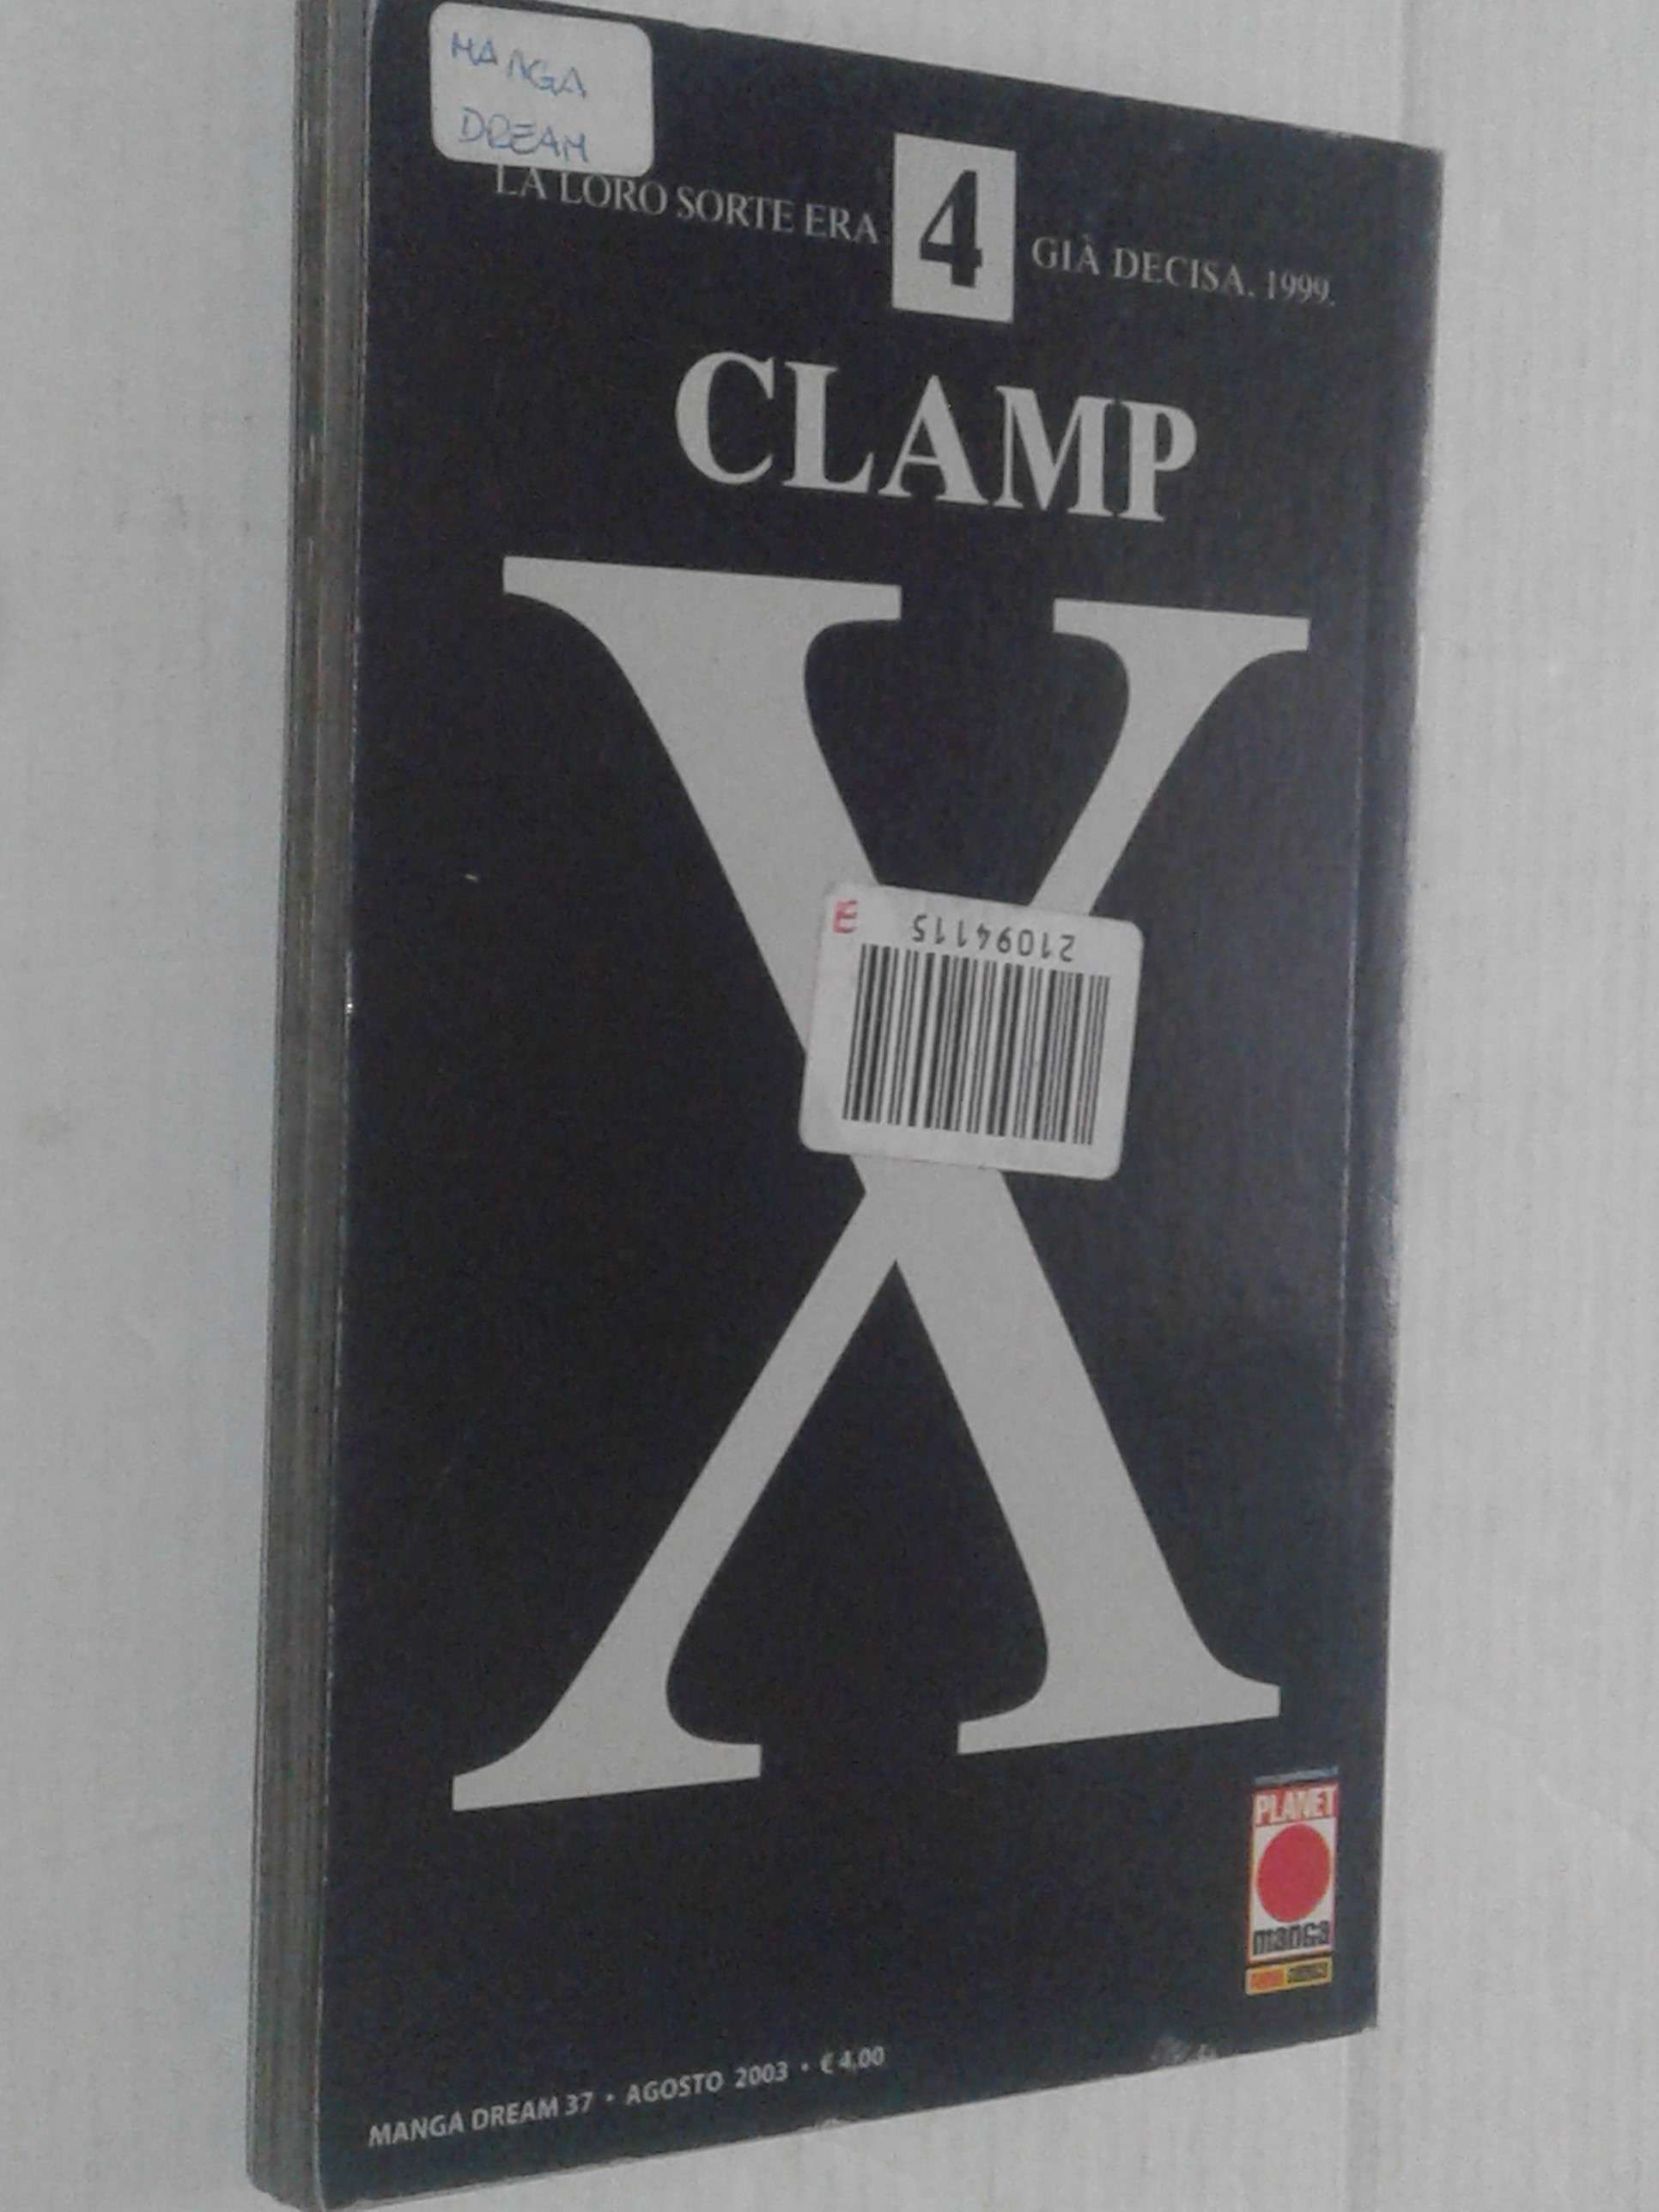 MANGA
DREAM
LA LORO SORTE ERA 4 GIÀ DECISA. 1999.
CLAMP
X
E 21094115
PLANET
manga
COMICS
MANGA DREAM 37 • AGOSTO 2003 • € 4,00